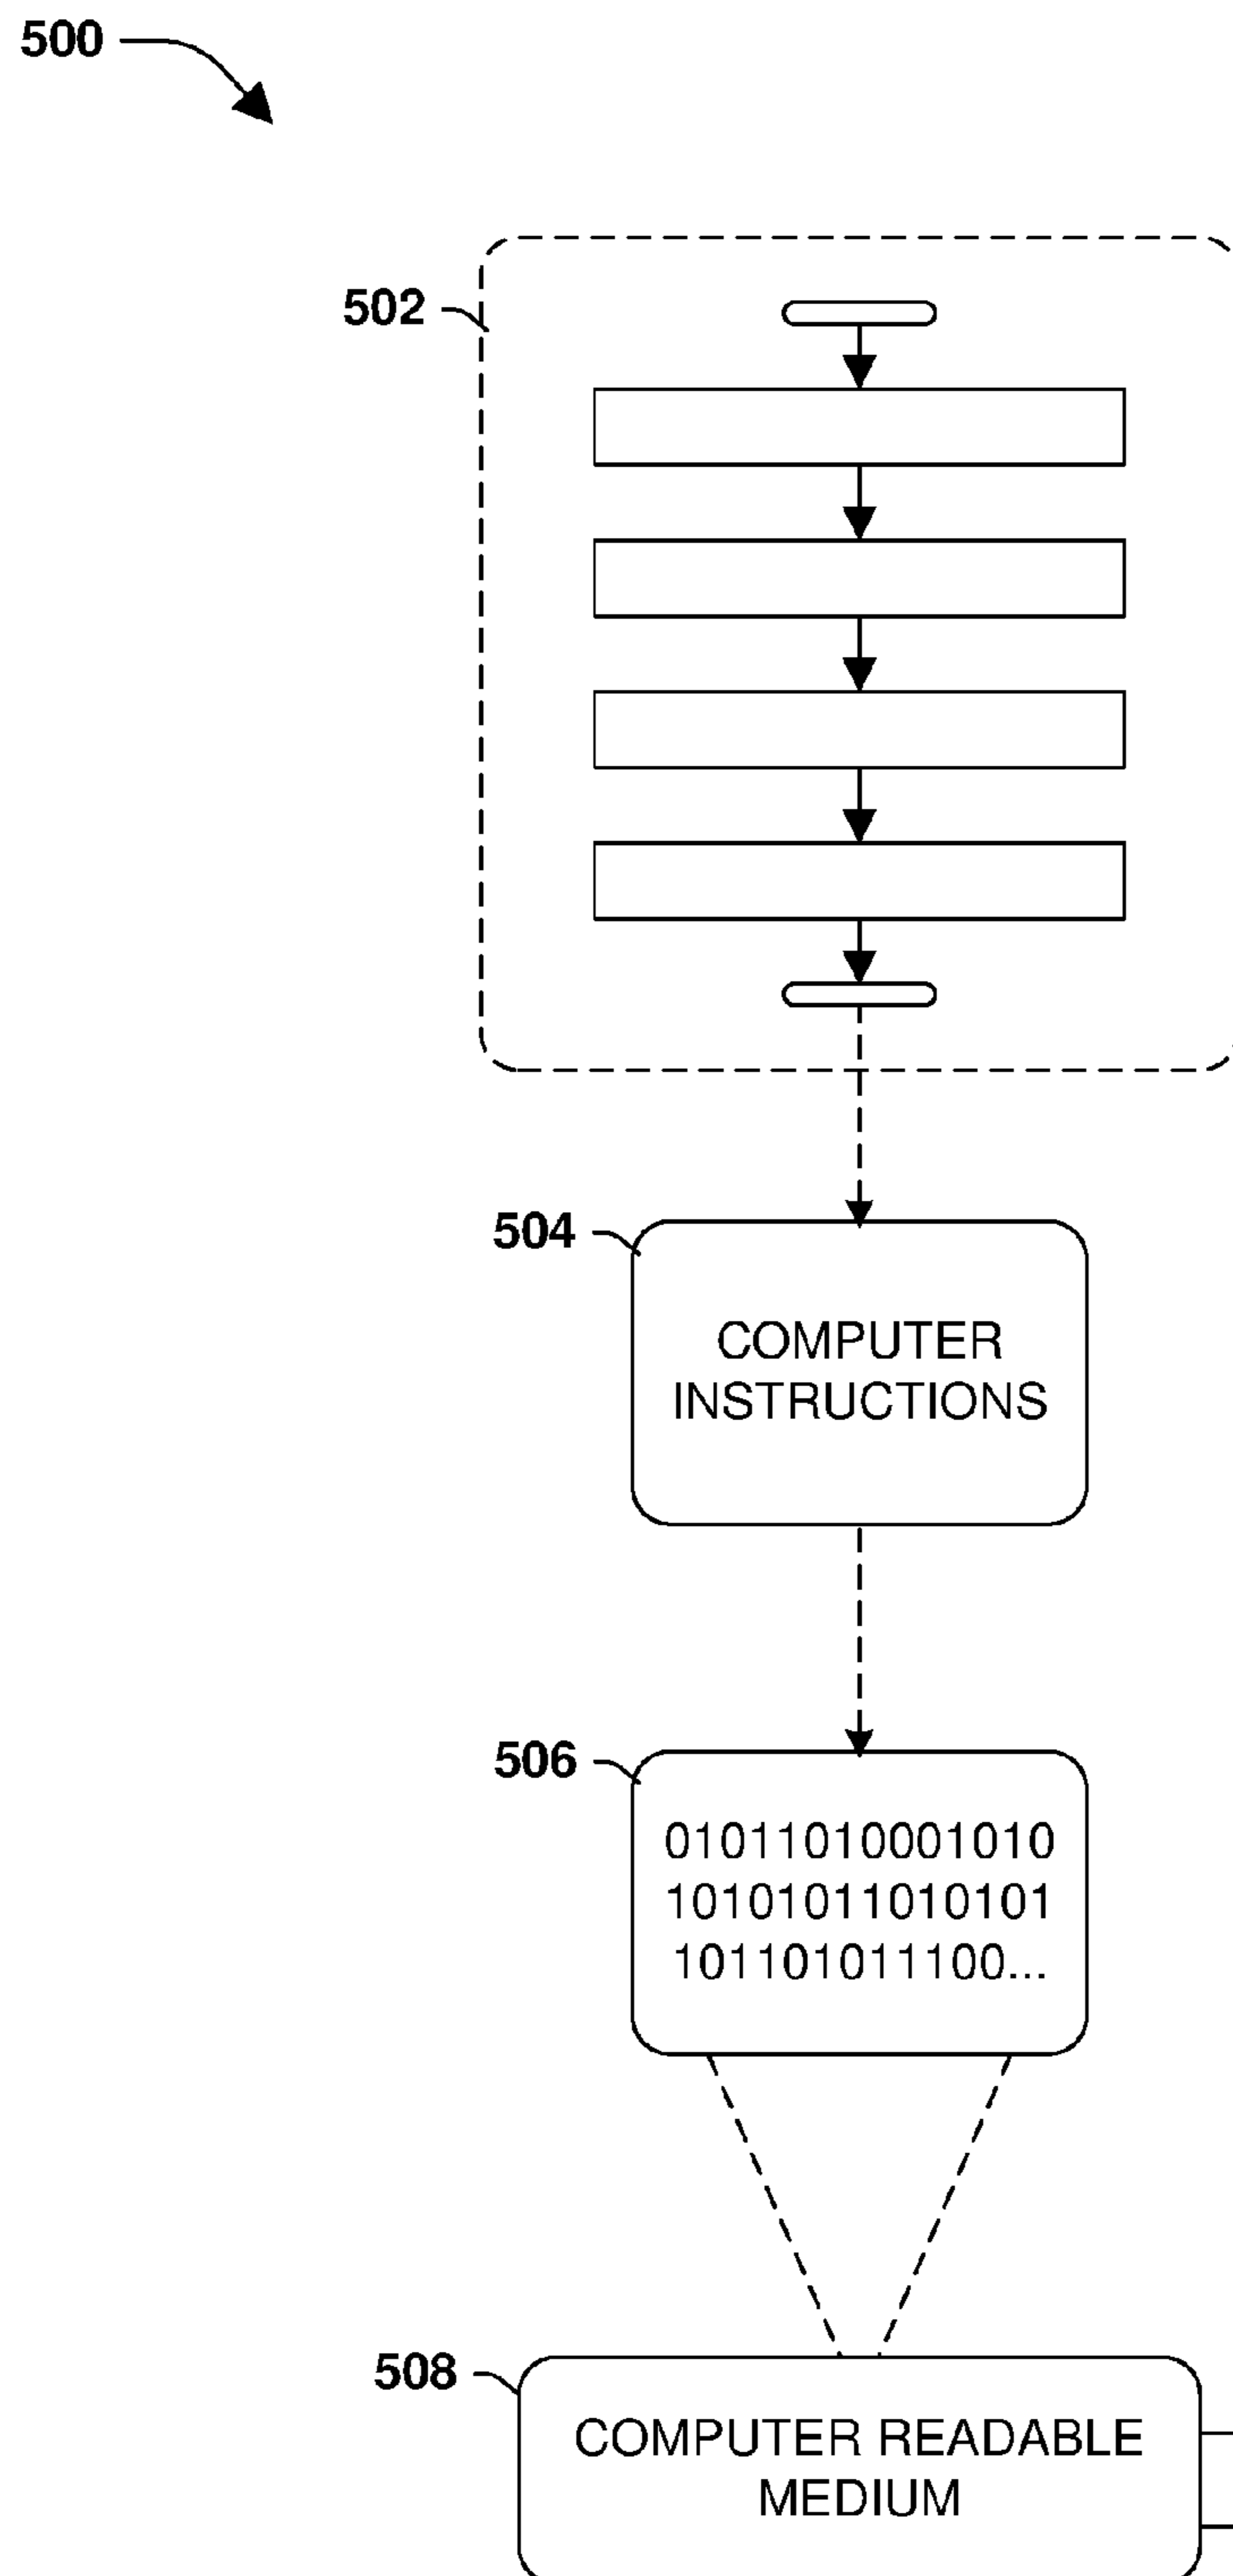 500
502
504
COMPUTER
INSTRUCTIONS
506
01011010001010
10101011010101
101101011100...
508
COMPUTER READABLE
MEDIUM